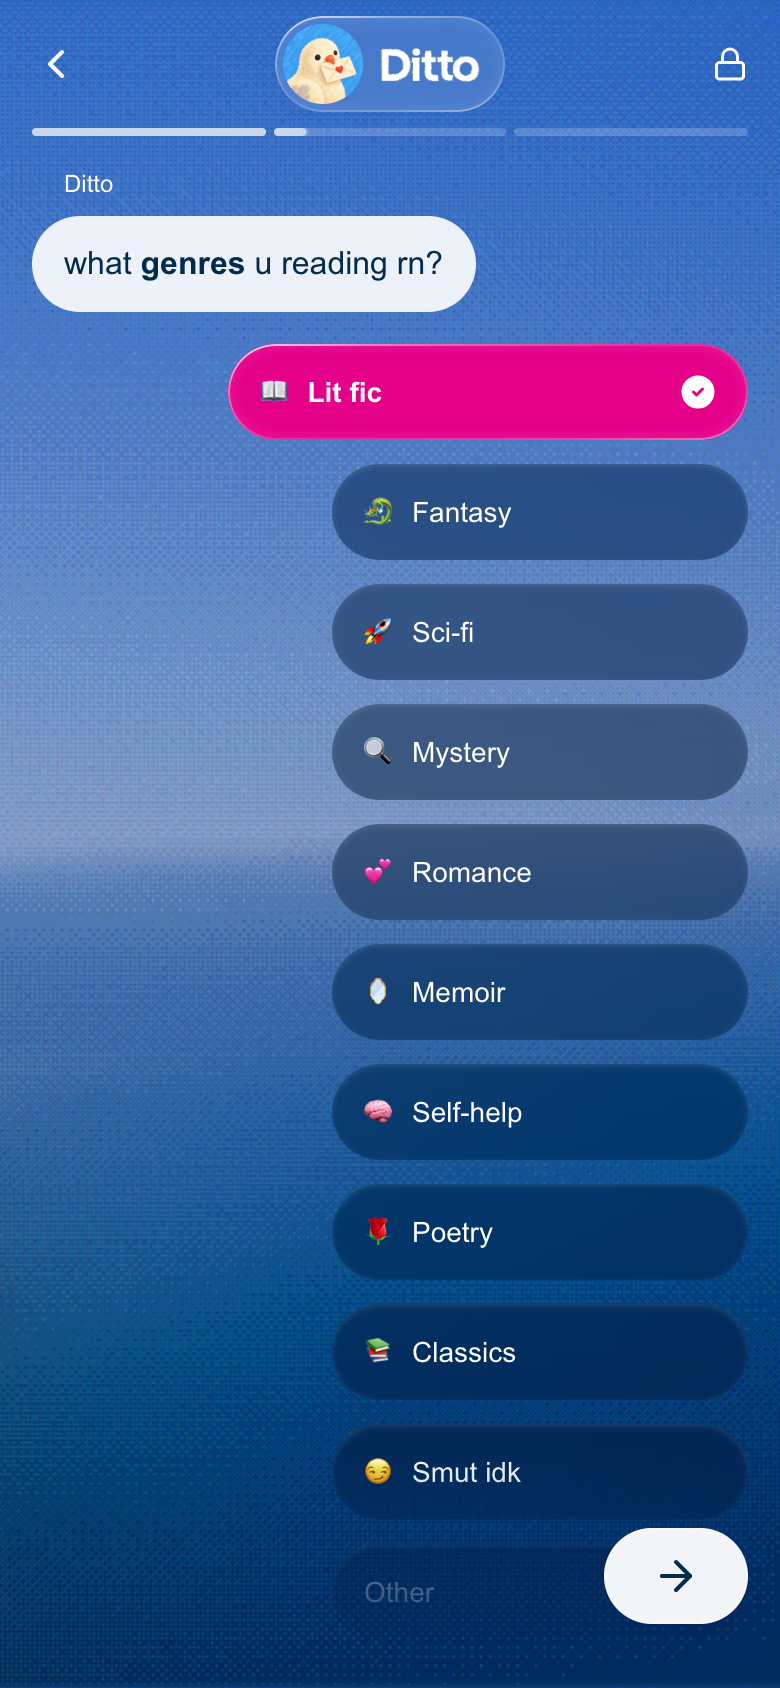 Ditto
Ditto
what genres u reading rn?
Lit fic
Fantasy
Sci-fi
Mystery
Romance
Memoir
Self-help
Poetry
Classics
Smut idk
Other